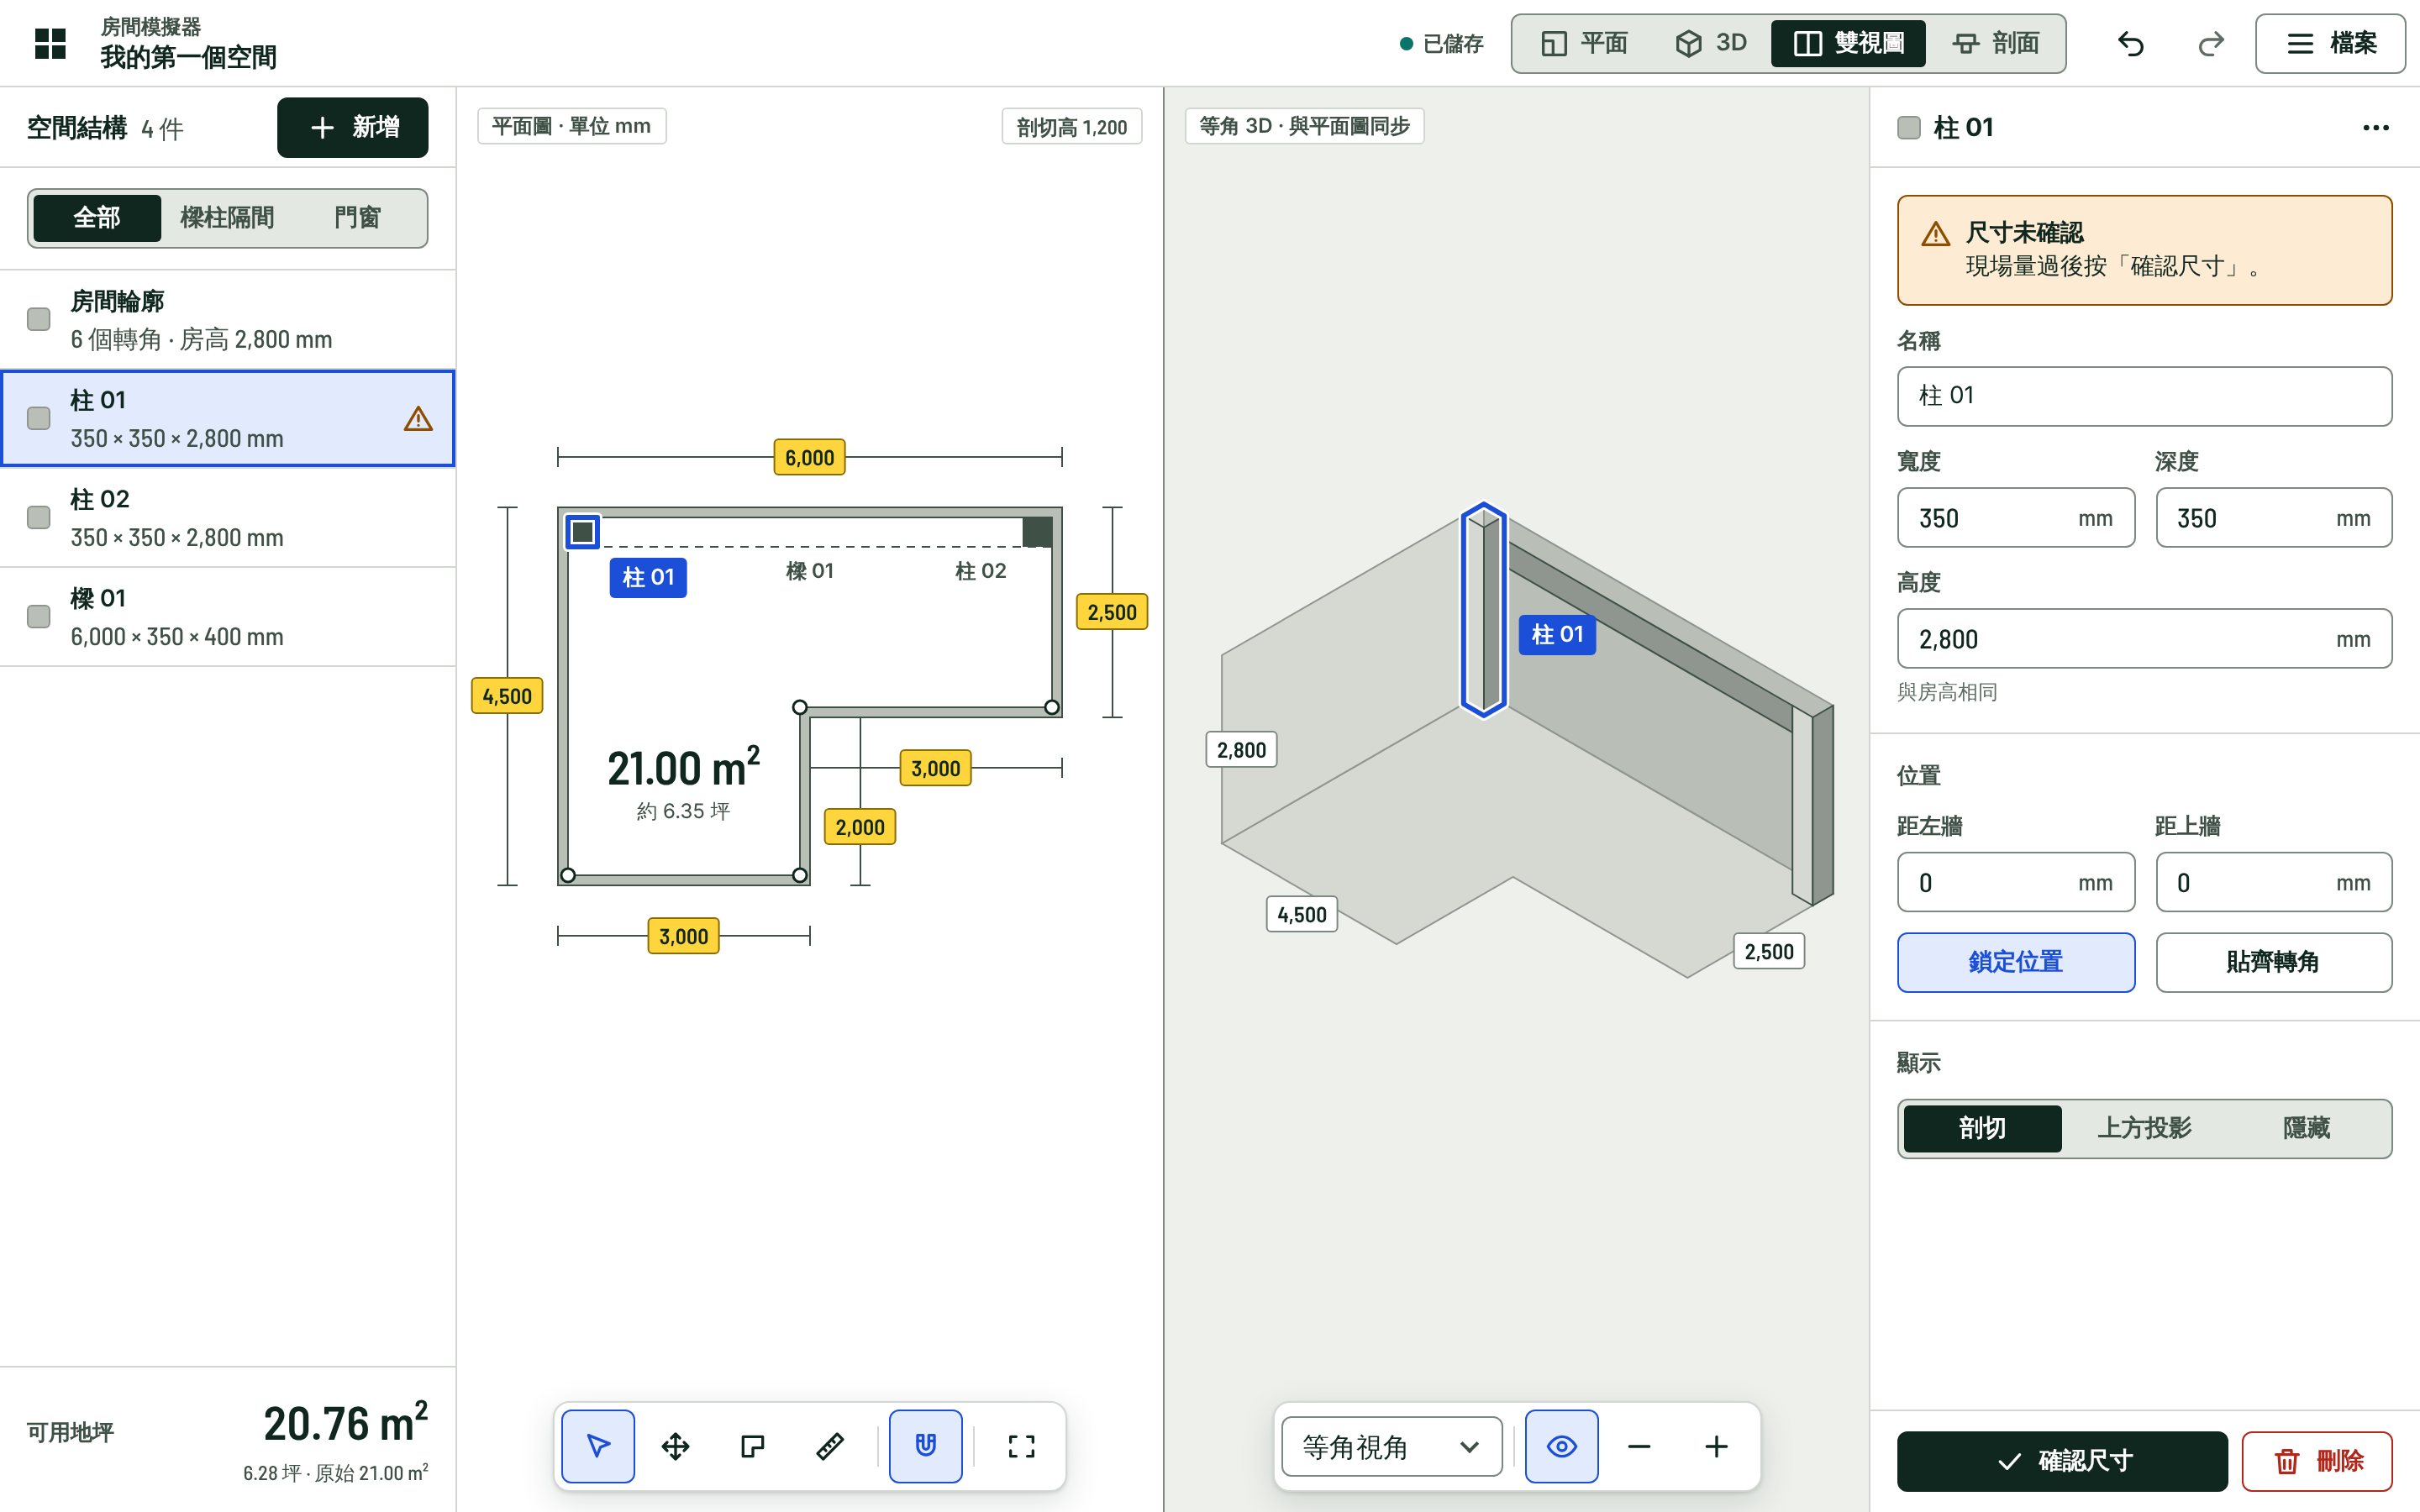 房間模擬器
我的第一個空間
已儲存
平面
3D
雙視圖
剖面
檔案
空間結構 4 件
新增
全部
樑柱隔間
門窗
房間輪廓
6 個轉角 · 房高 2,800 mm
柱 01
350 × 350 × 2,800 mm
柱 02
350 × 350 × 2,800 mm
樑 01
6,000 × 350 × 400 mm
可用地坪
20.76 m²
6.28 坪 · 原始 21.00 m²
平面圖 · 單位 mm
剖切高 1,200
6,000
柱 01
樑 01
柱 02
2,500
4,500
21.00 m²
約 6.35 坪
3,000
2,000
3,000
等角 3D · 與平面圖同步
柱 01
2,800
4,500
2,500
等角視角
柱 01
尺寸未確認
現場量過後按「確認尺寸」。
名稱
柱 01
寬度
深度
350 mm
350 mm
高度
2,800 mm
與房高相同
位置
距左牆
距上牆
0 mm
0 mm
鎖定位置
貼齊轉角
顯示
剖切
上方投影
隱藏
確認尺寸
刪除